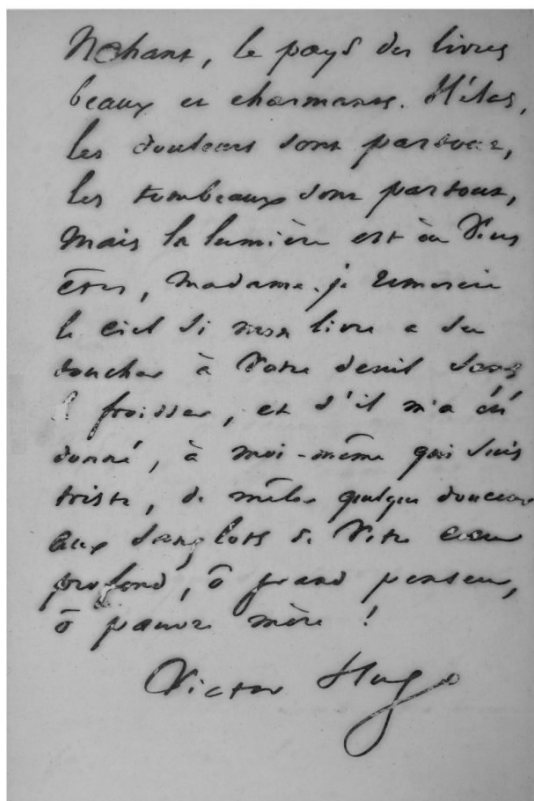 Nohant, le pays des livres
beaux et charmants. Hélas,
les douleurs sont partout,
les tombeaux sont partout,
mais la lumière est où vous
êtes, Madame. je remercie
le ciel si mon livre a su
toucher à votre deuil sans
froisser, et s'il m'a été
donné, à moi-même qui suis
triste, de mêler quelque douceur
aux sanglots de votre cœur
profond, ô grand penseur,
ô pauvre mère !
Victor Hugo